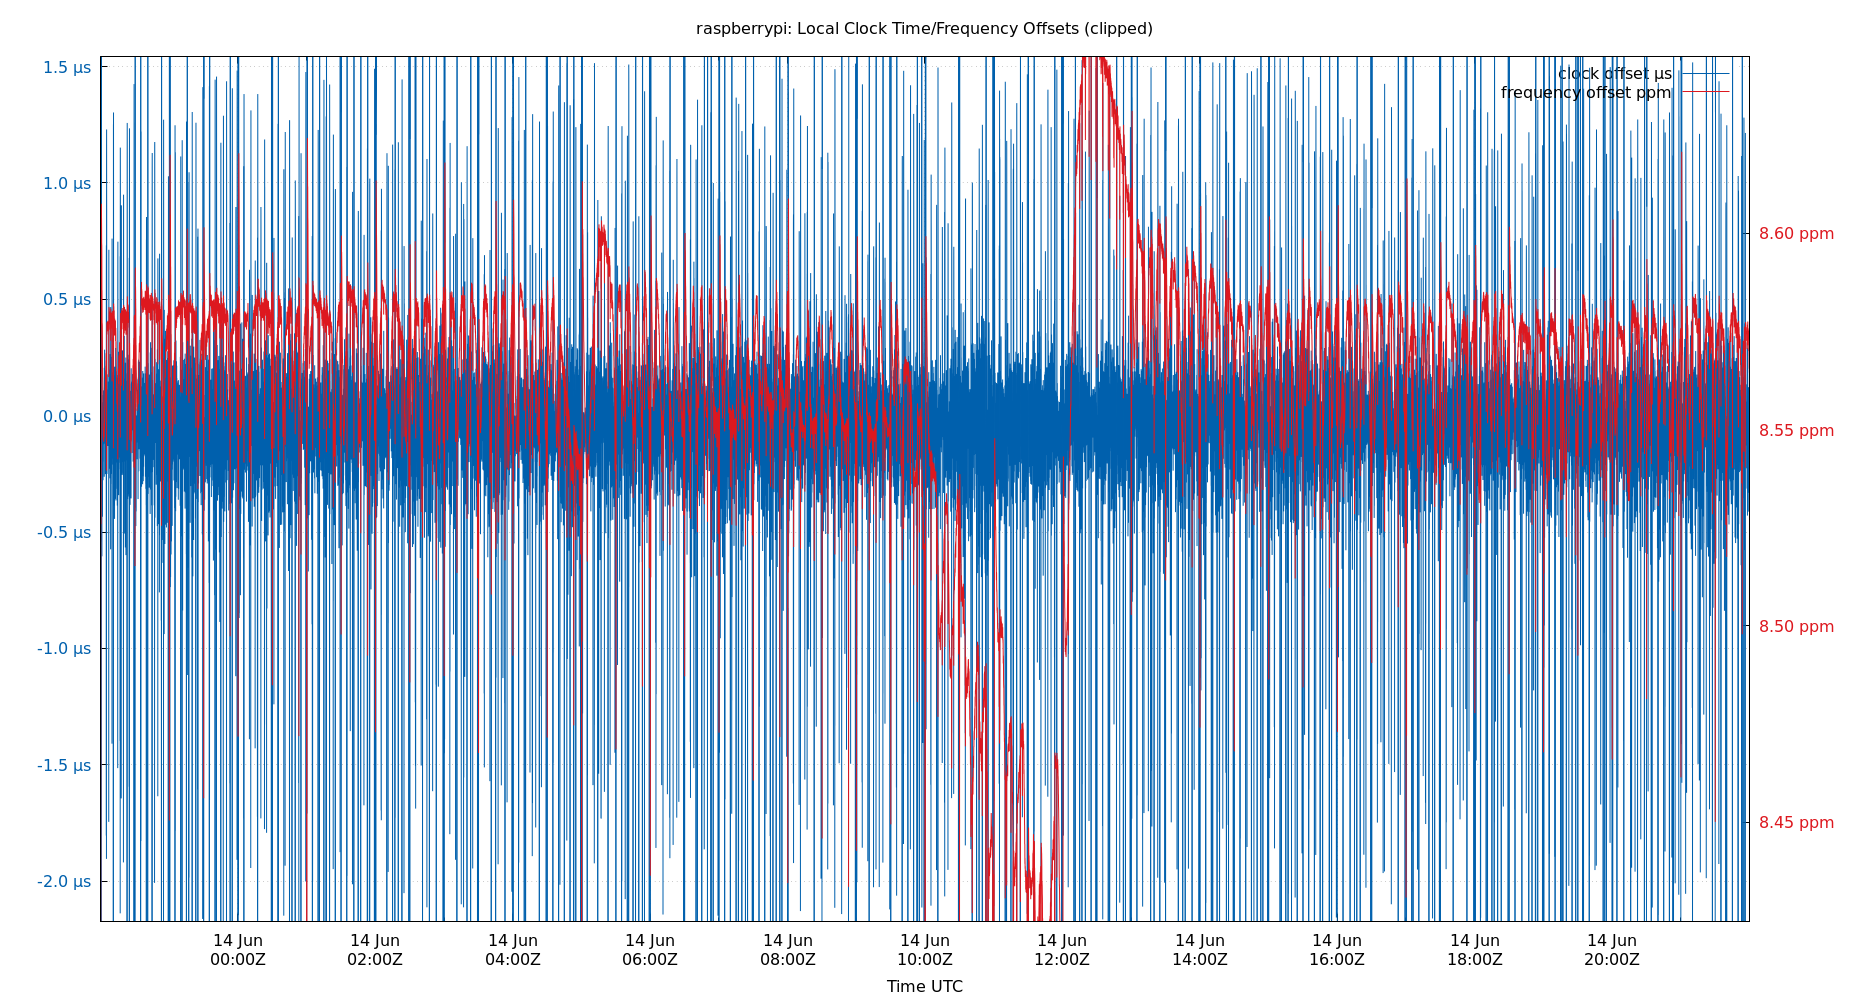 raspberrypi: Local Clock Time/Frequency Offsets (clipped)
clock offset µs
frequency offset ppm
1.5 µs
1.0 µs
0.5 µs
0.0 µs
-0.5 µs
-1.0 µs
-1.5 µs
-2.0 µs
8.60 ppm
8.55 ppm
8.50 ppm
8.45 ppm
14 Jun 14 Jun 14 Jun 14 Jun 14 Jun 14 Jun 14 Jun 14 Jun 14 Jun 14 Jun 14 Jun
00:00Z 02:00Z 04:00Z 06:00Z 08:00Z 10:00Z 12:00Z 14:00Z 16:00Z 18:00Z 20:00Z
Time UTC